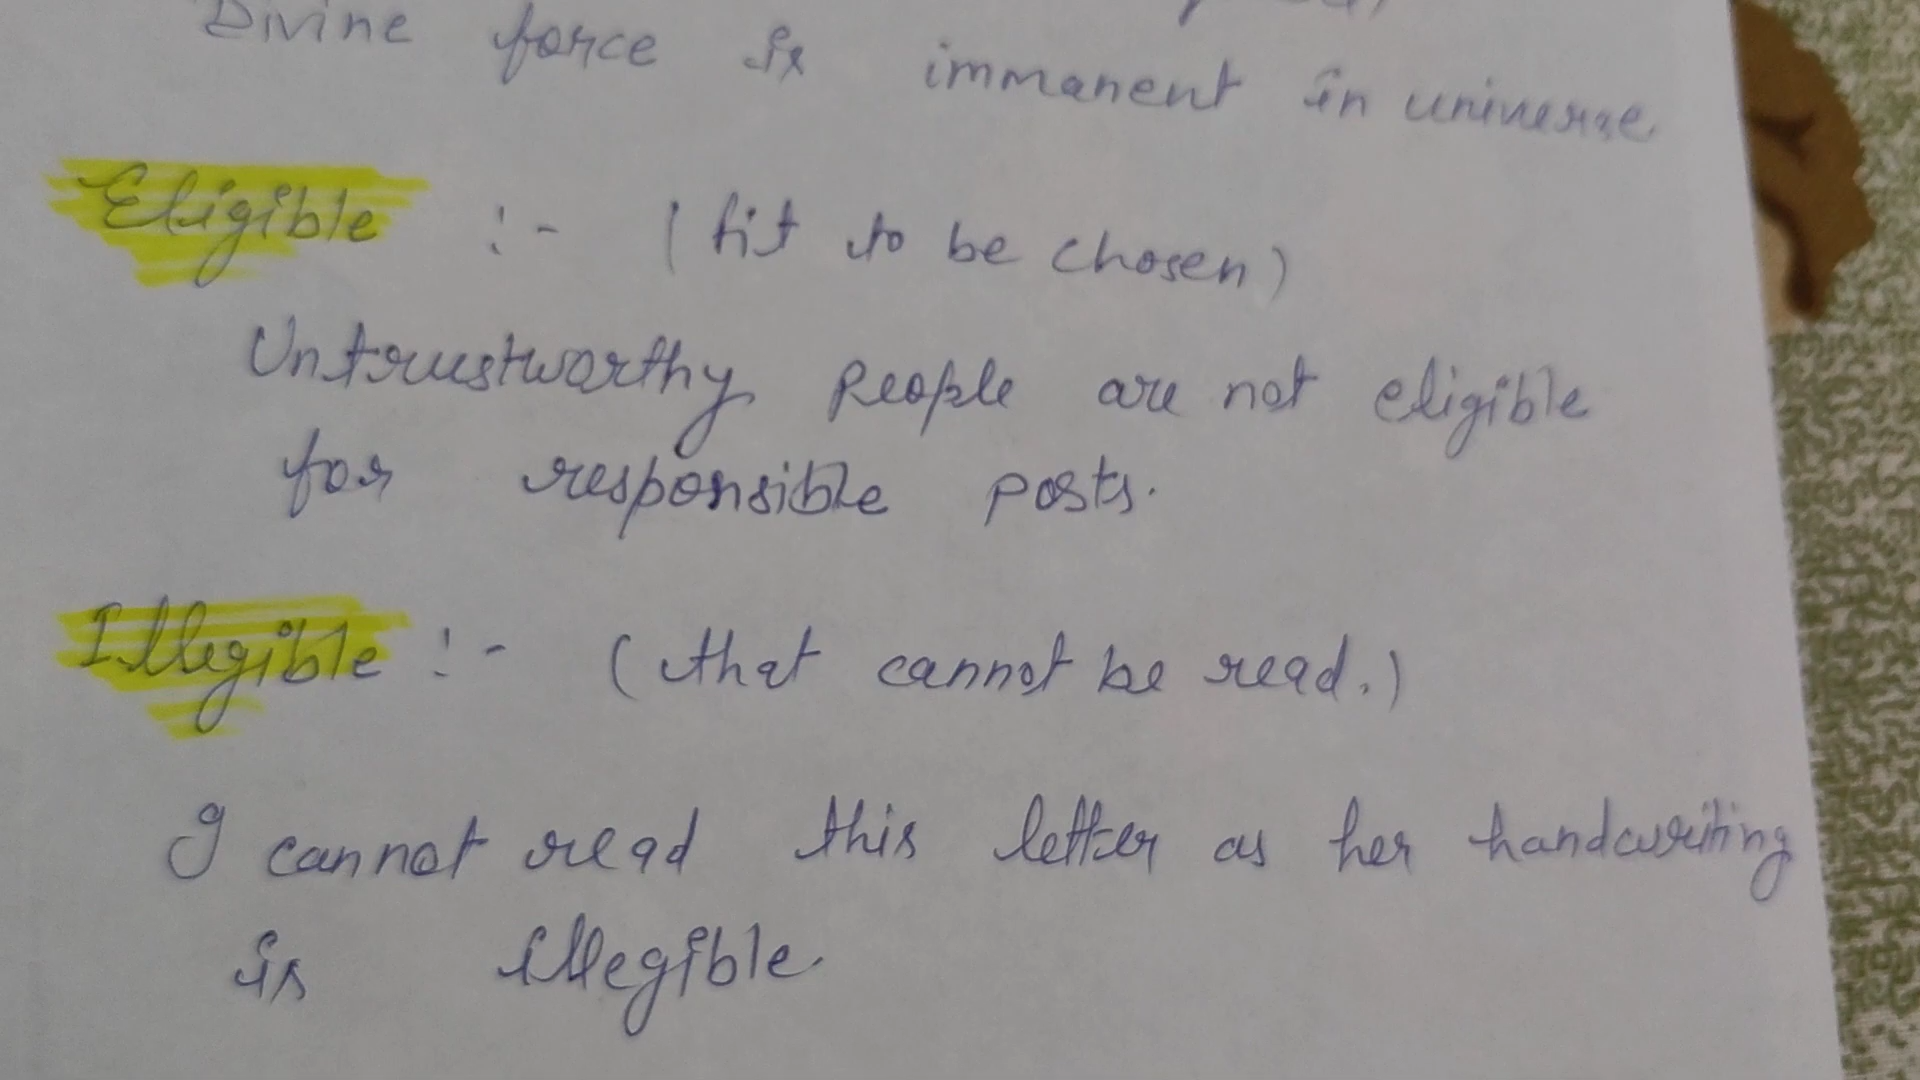 Divine force is immanent in universe.
Eligible :- (fit to be chosen)
Untrustworthy People are not eligible
for responsible posts.
Illegible :- (that cannot be read.)
I cannot read this letter as her handwriting
is illegible.